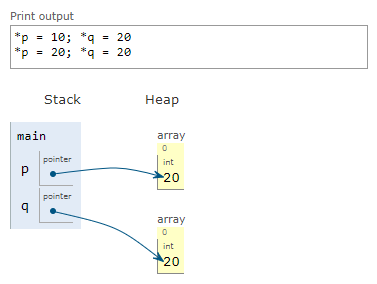 Print output
*p = 10; *q = 20
*p = 20; *q = 20
Stack Heap
main
p pointer
q pointer
array
0
int
20
array
0
int
20